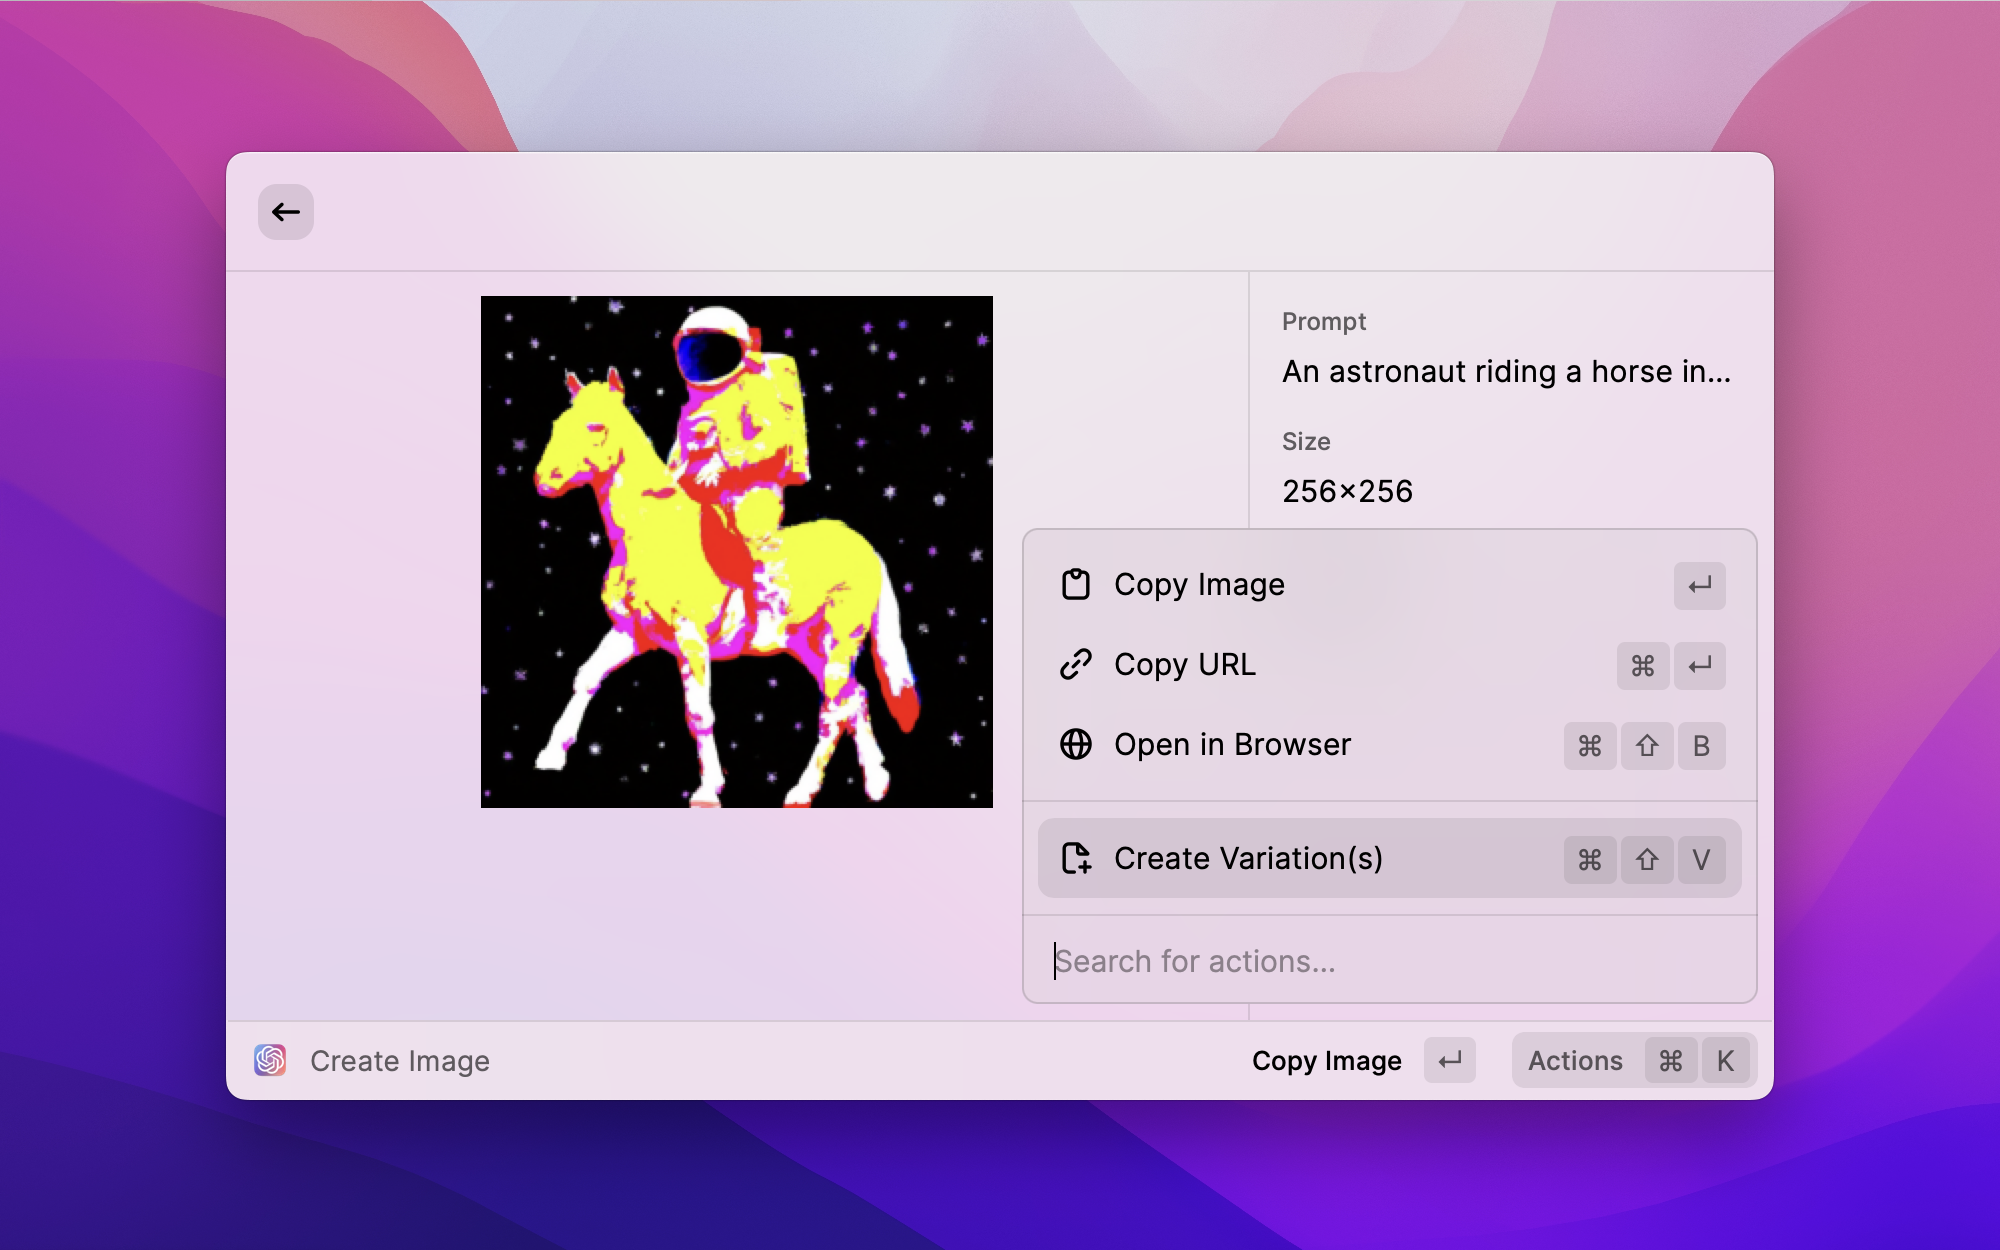 Prompt
An astronaut riding a horse in...
Size
256×256
Copy Image ↵
Copy URL ⌘ ↵
Open in Browser ⌘ ⇧ B
Create Variation(s) ⌘ ⇧ V
Search for actions...
Create Image
Copy Image ↵
Actions ⌘ K